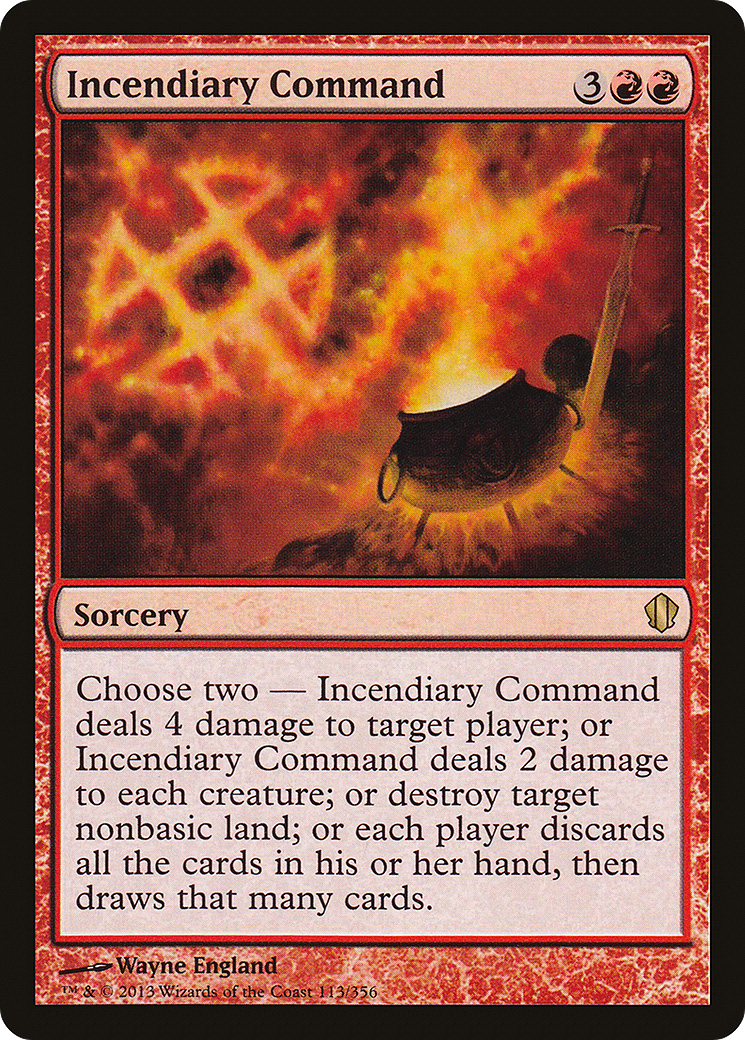 Incendiary Command 3
Sorcery
Choose two — Incendiary Command
deals 4 damage to target player; or
Incendiary Command deals 2 damage
to each creature; or destroy target
nonbasic land; or each player discards
all the cards in his or her hand, then
draws that many cards.
Wayne England
™ & © 2013 Wizards of the Coast 113/356